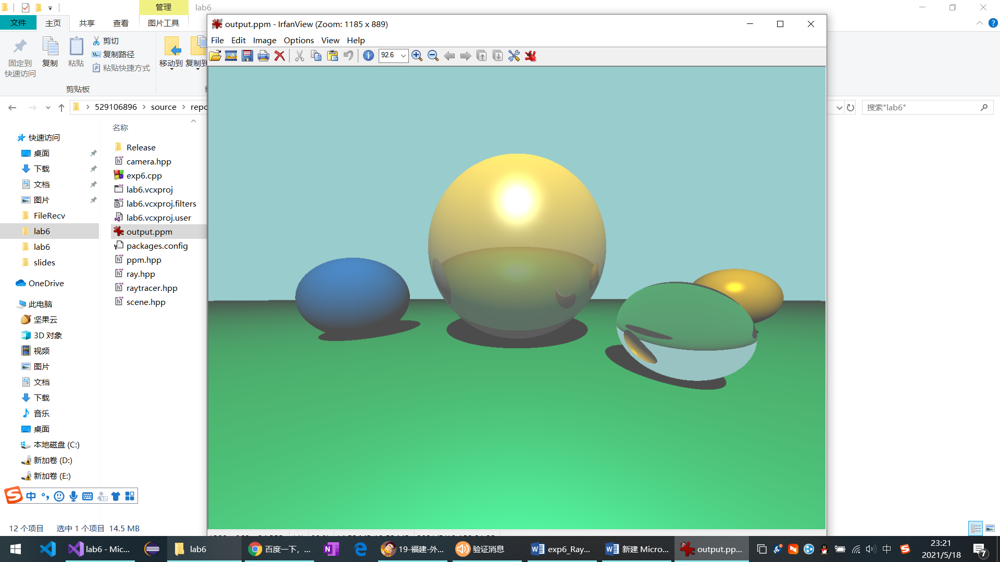 管理
lab6
文件
主页
共享
查看
图片工具
固定到
快速访问
复制
粘贴
剪切
复制路径
粘贴快捷方式
移动到
复制到
剪贴板
529106896
source
搜索"lab6"
名称
快速访问
桌面
下载
文档
图片
FileRecv
lab6
lab6
slides
OneDrive
此电脑
坚果云
3D 对象
视频
图片
文档
下载
音乐
桌面
本地磁盘 (C:)
新加卷 (D:)
新加卷 (E:)
Release
camera.hpp
exp6.cpp
lab6.vcxproj
lab6.vcxproj.filters
lab6.vcxproj.user
output.ppm
packages.config
ppm.hpp
ray.hpp
raytracer.hpp
scene.hpp
output.ppm - IrfanView (Zoom: 1185 x 889)
File Edit Image Options View Help
92.6
中
12 个项目
选中 1 个项目 14.5 MB
lab6 - Mic...
lab6
百度一下，...
19-福建-外...
验证消息
exp6_Ray...
新建 Micro...
output.pp...
中
23:21
2021/5/18
7